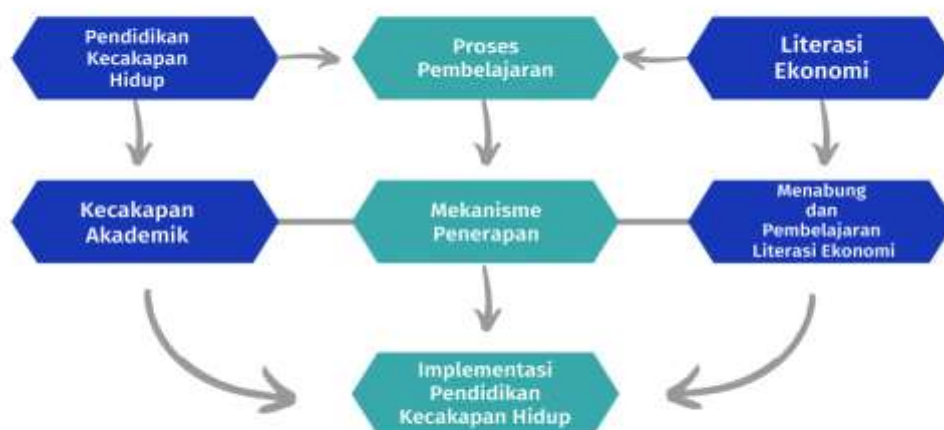 Pendidikan
Kecakapan
Hidup
Proses
Pembelajaran
Literasi
Ekonomi
Kecakapan
Akademik
Mekanisme
Penerapan
Menabung
dan
Pembelajaran
Literasi Ekonomi
Implementasi
Pendidikan
Kecakapan Hidup